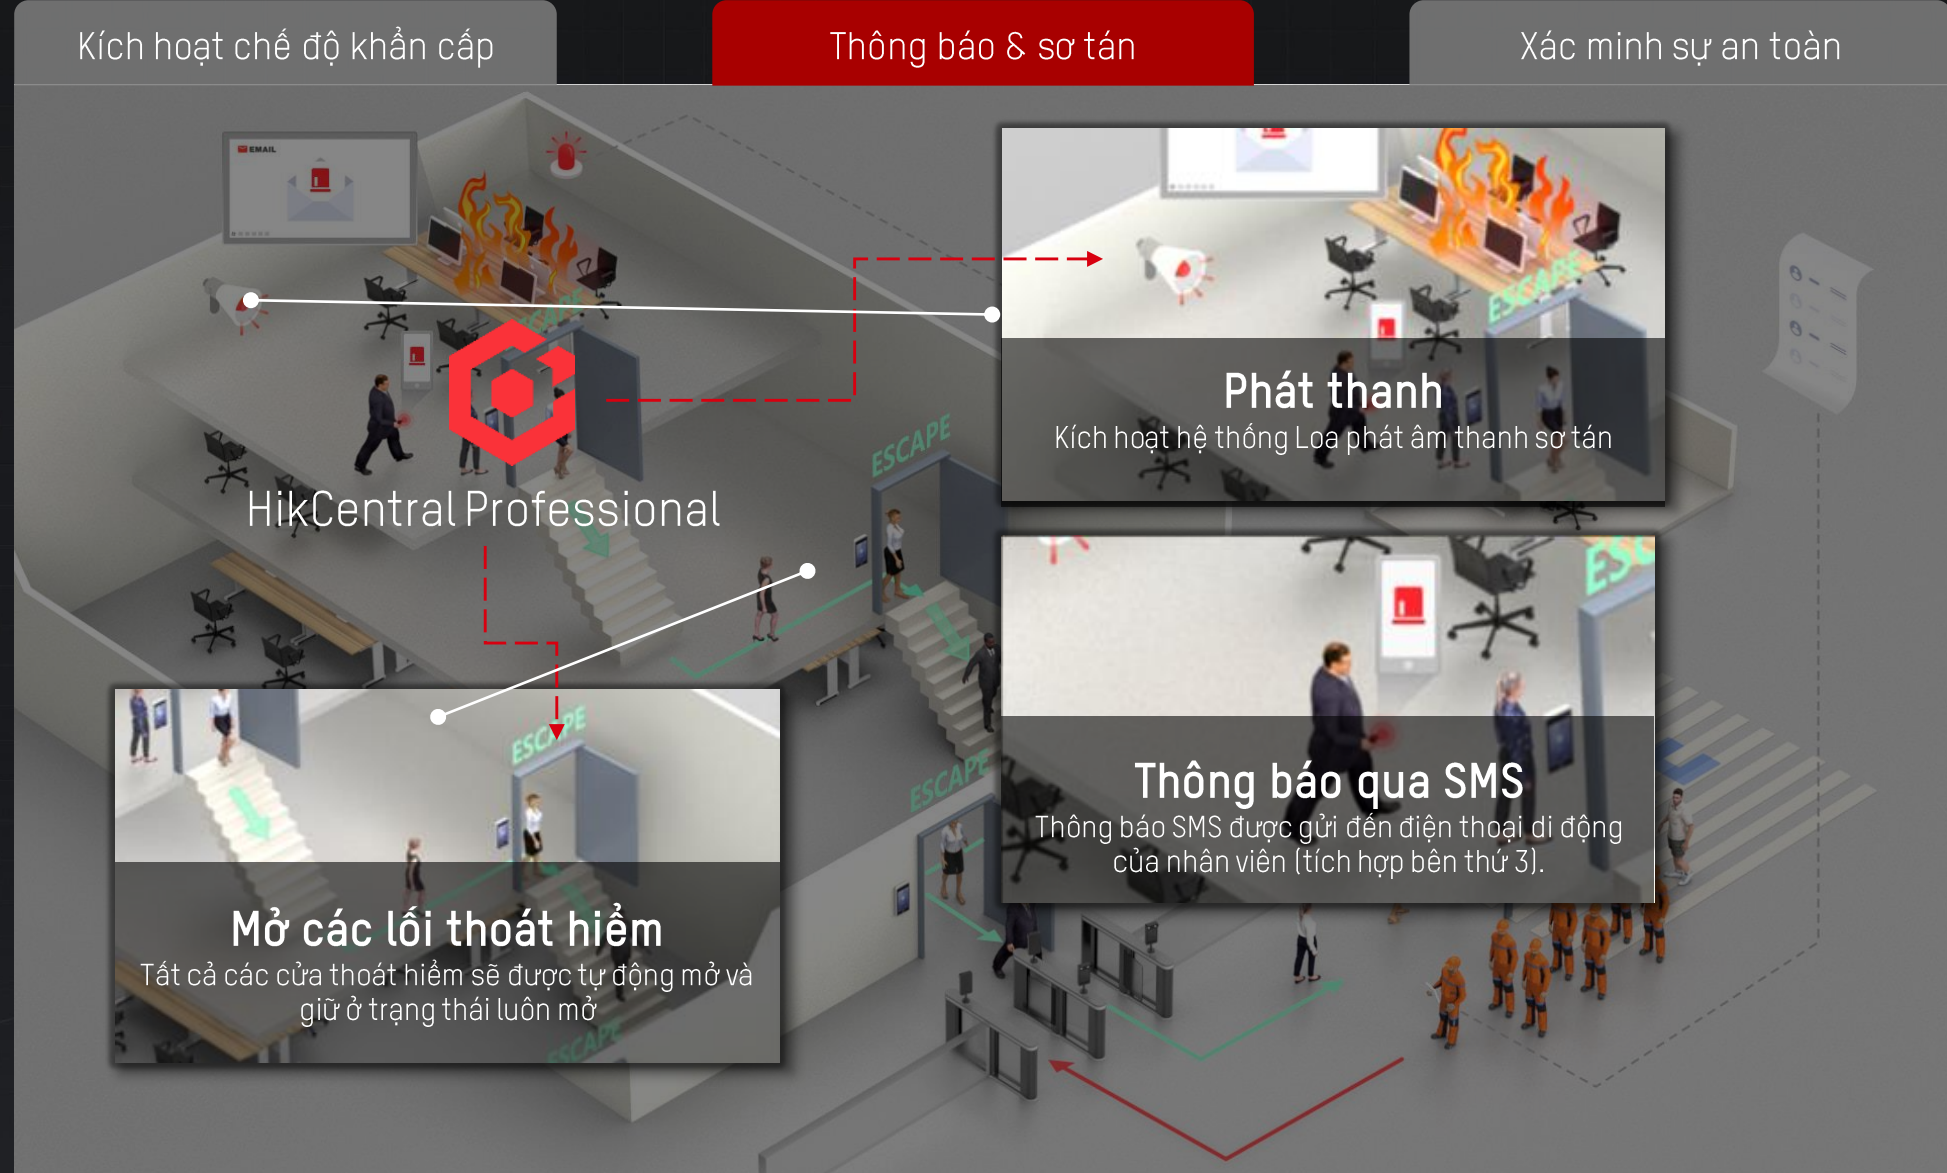 Kích hoạt chế độ khẩn cấp
Thông báo & sơ tán
Xác minh sự an toàn
EMAIL
ESCAPE
HikCentral Professional
ESCAPE
ESCAPE
ESCAPE
Phát thanh
Kích hoạt hệ thống Loa phát âm thanh sơ tán
ESCAPE
Thông báo qua SMS
Thông báo SMS được gửi đến điện thoại di động
của nhân viên (tích hợp bên thứ 3).
ESCAPE
Mở các lối thoát hiểm
Tất cả các cửa thoát hiểm sẽ được tự động mở và
giữ ở trạng thái luôn mở
ESCAPE